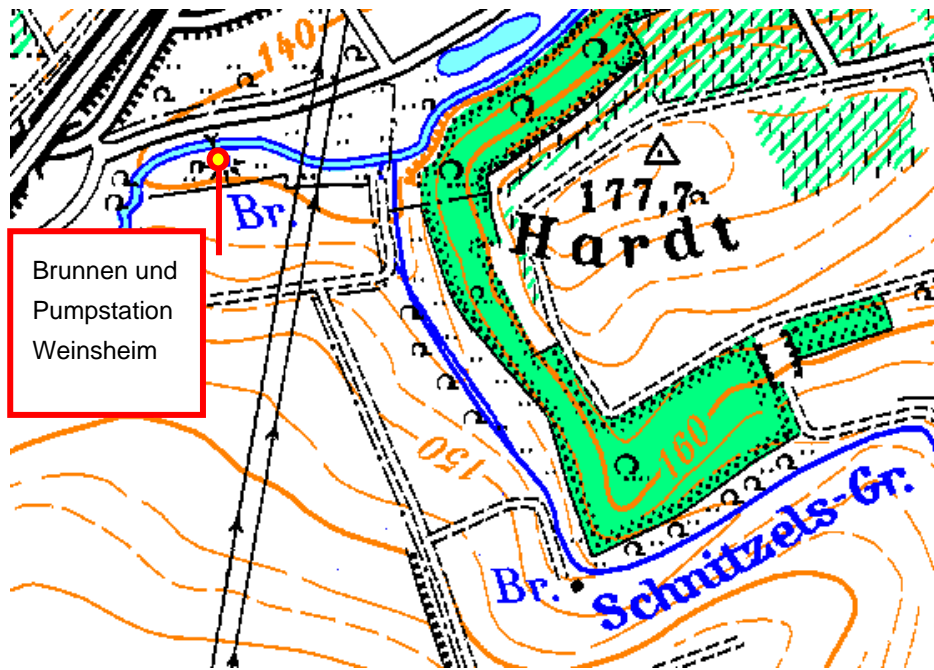 140
177,7
Hardt
Br.
Brunnen und
Pumpstation
Weinsheim
150
160
Schnitzels-Gr.
Br.